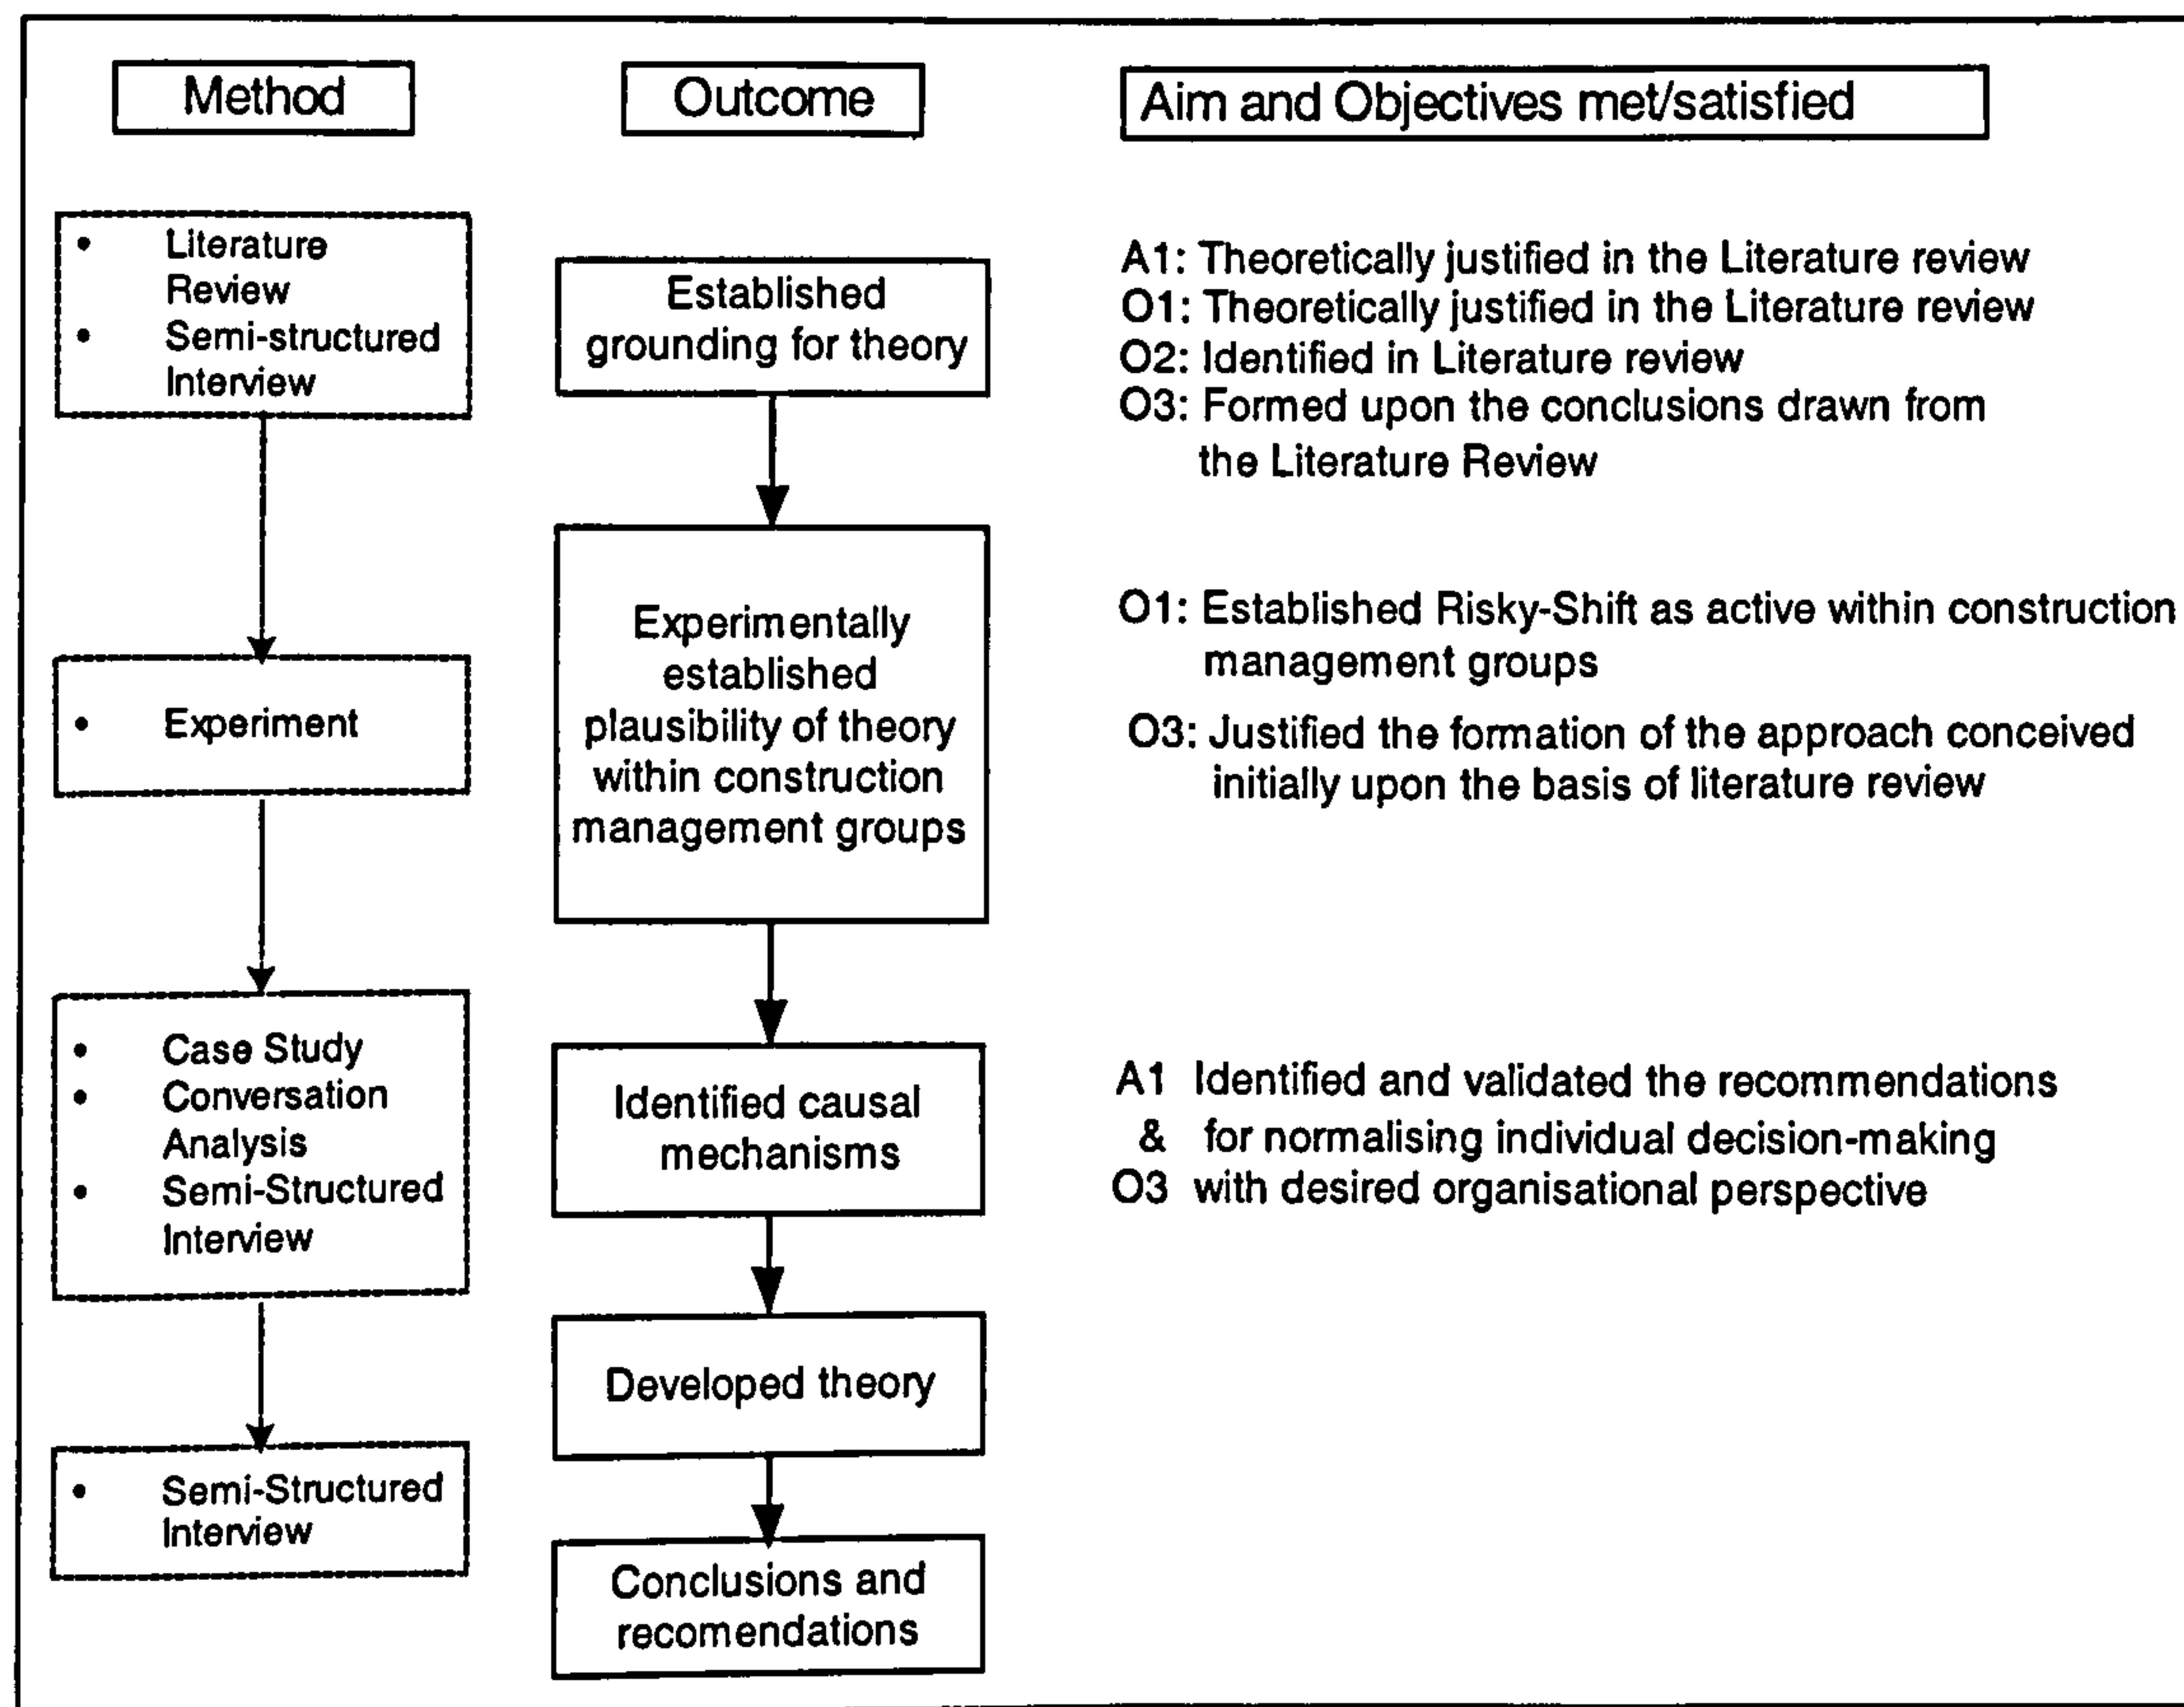 Method
Outcome
Aim and Objectives met/satisfied
• Literature
Review
• Semi-structured
Interview
Established
grounding for theory
A1: Theoretically justified in the Literature review
O1: Theoretically justified in the Literature review
O2: Identified in Literature review
O3: Formed upon the conclusions drawn from
the Literature Review
• Experiment
Experimentally
established
plausibility of theory
within construction
management groups
O1: Established Risky-Shift as active within construction
management groups
O3: Justified the formation of the approach conceived
initially upon the basis of literature review
• Case Study
• Conversation
Analysis
• Semi-Structured
Interview
Identified causal
mechanisms
A1 Identified and validated the recommendations
& for normalising individual decision-making
O3 with desired organisational perspective
Developed theory
• Semi-Structured
Interview
Conclusions and
recomendations